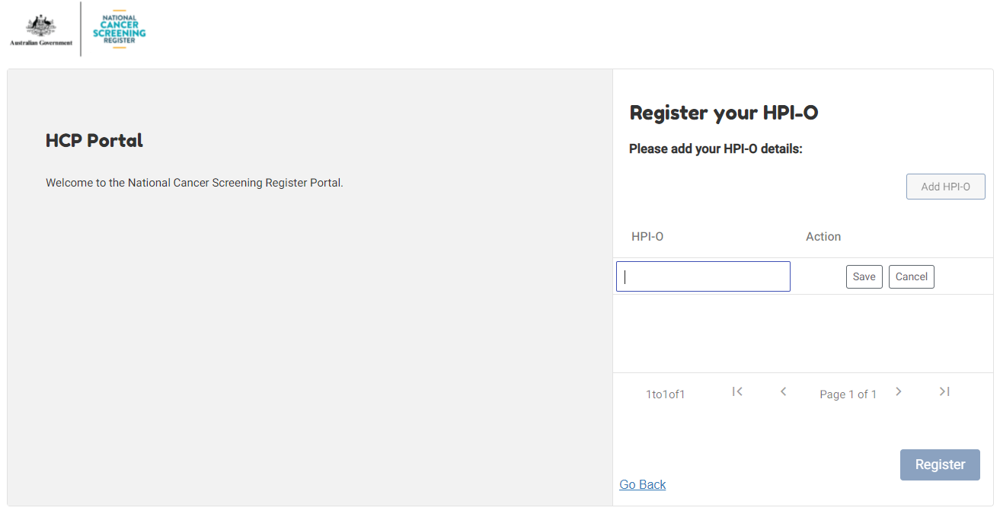 Australian Government
NATIONAL
CANCER
SCREENING
REGISTER
HCP Portal
Welcome to the National Cancer Screening Register Portal.
Register your HPI-O
Please add your HPI-O details:
Add HPI-O
HPI-O Action
Save Cancel
1to1of1 Page 1 of 1
Register
Go Back